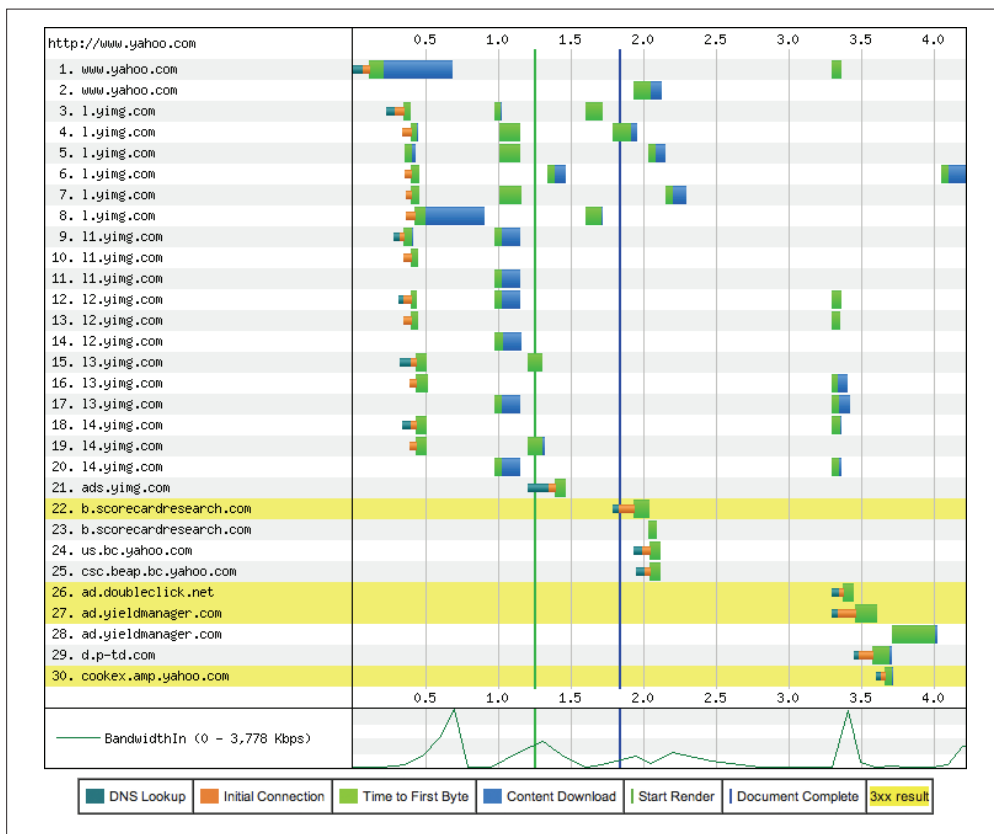 http://www.yahoo.com
0.5 1.0 1.5 2.0 2.5 3.0 3.5 4.0
1. www.yahoo.com
2. www.yahoo.com
3. l.yimg.com
4. l.yimg.com
5. l.yimg.com
6. l.yimg.com
7. l.yimg.com
8. l.yimg.com
9. l1.yimg.com
10. l1.yimg.com
11. l1.yimg.com
12. l2.yimg.com
13. l2.yimg.com
14. l2.yimg.com
15. l3.yimg.com
16. l3.yimg.com
17. l3.yimg.com
18. l4.yimg.com
19. l4.yimg.com
20. l4.yimg.com
21. ads.yimg.com
22. b.scorecardresearch.com
23. b.scorecardresearch.com
24. us.bc.yahoo.com
25. csc.beap.bc.yahoo.com
26. ad.doubleclick.net
27. ad.yieldmanager.com
28. ad.yieldmanager.com
29. d.p-td.com
30. cookex.amp.yahoo.com
0.5 1.0 1.5 2.0 2.5 3.0 3.5 4.0
BandwidthIn (0 - 3,778 Kbps)
DNS Lookup Initial Connection Time to First Byte Content Download Start Render Document Complete 3xx result